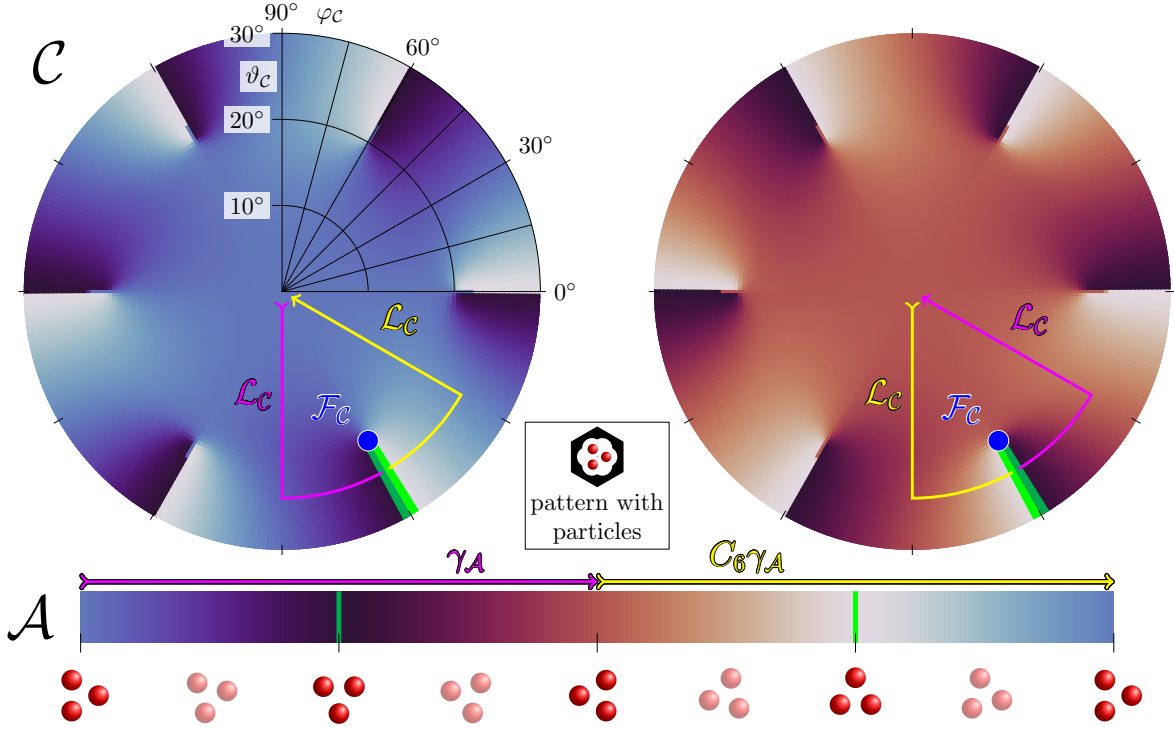 90°
φ𝒞
𝒞
30°
60°
ϑ𝒞
20°
30°
10°
0°
ℒ𝒞
ℒ𝒞
ℒ𝒞
ℒ𝒞
ℱ𝒞
ℱ𝒞
pattern with
particles
γ𝒜
C₆γ𝒜
𝒜